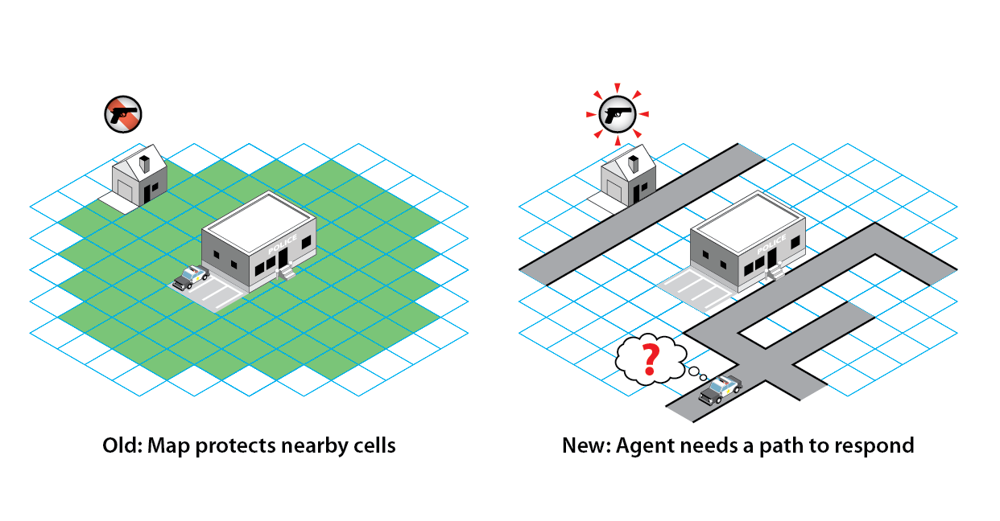 POLICE
POLICE
?
Old: Map protects nearby cells
New: Agent needs a path to respond